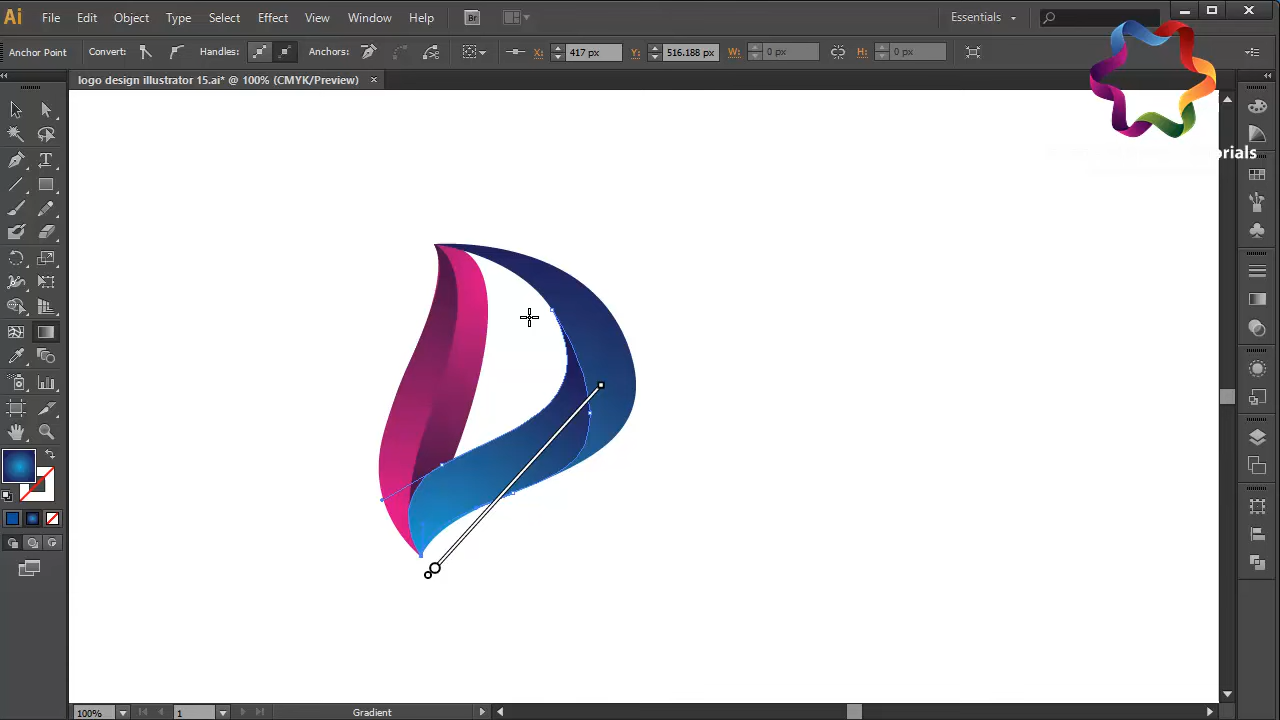 Ai File Edit Object Type Select Effect View Window Help Br Essentials
Anchor Point Convert: Handles: Anchors: X: 417 px Y: 516.188 px W: 0 px H: 0 px
logo design illustrator 15.ai* @ 100% (CMYK/Preview)
100% 1 Gradient